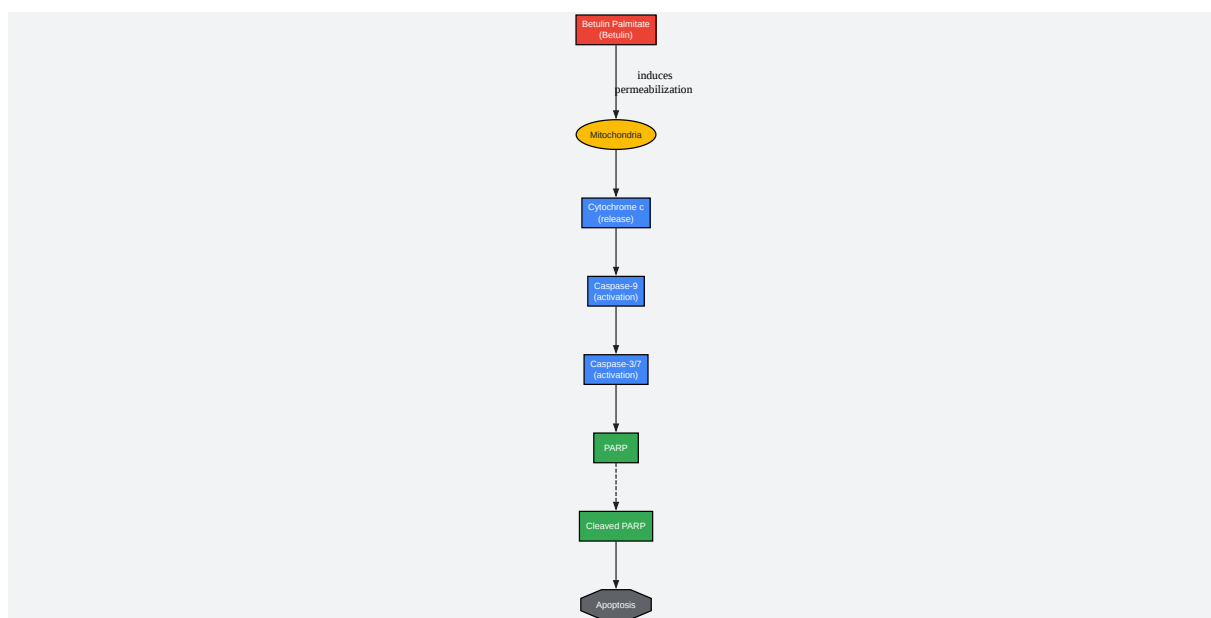 Betulin Palmitate
(Betulin)
induces
permeabilization
Mitochondria
Cytochrome c
(release)
Caspase-9
(activation)
Caspase-3/7
(activation)
PARP
Cleaved PARP
Apoptosis